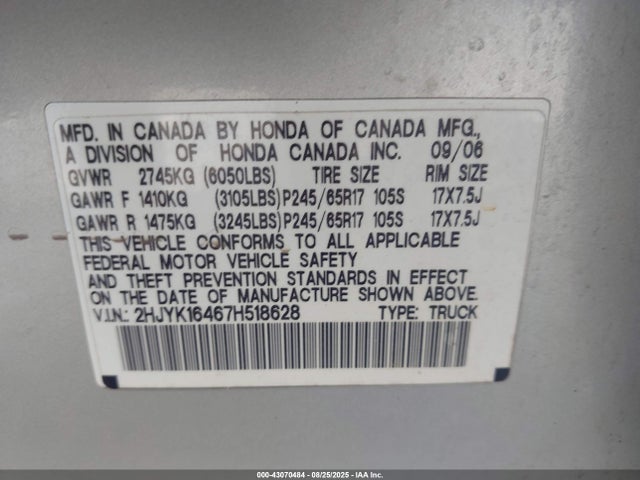 MFD. IN CANADA BY HONDA OF CANADA MFG.,
A DIVISION OF HONDA CANADA INC. 09/06
GVWR 2745KG (6050LBS) TIRE SIZE RIM SIZE
GAWR F 1410KG (3105LBS) P245/65R17 105S 17X7.5J
GAWR R 1475KG (3245LBS) P245/65R17 105S 17X7.5J
THIS VEHICLE CONFORMS TO ALL APPLICABLE
FEDERAL MOTOR VEHICLE SAFETY
AND THEFT PREVENTION STANDARDS IN EFFECT
ON THE DATE OF MANUFACTURE SHOWN ABOVE.
V.I.N.: 2HJYK16467H518628 TYPE: TRUCK
000-43070484 - 08/25/2025 - IAA Inc.